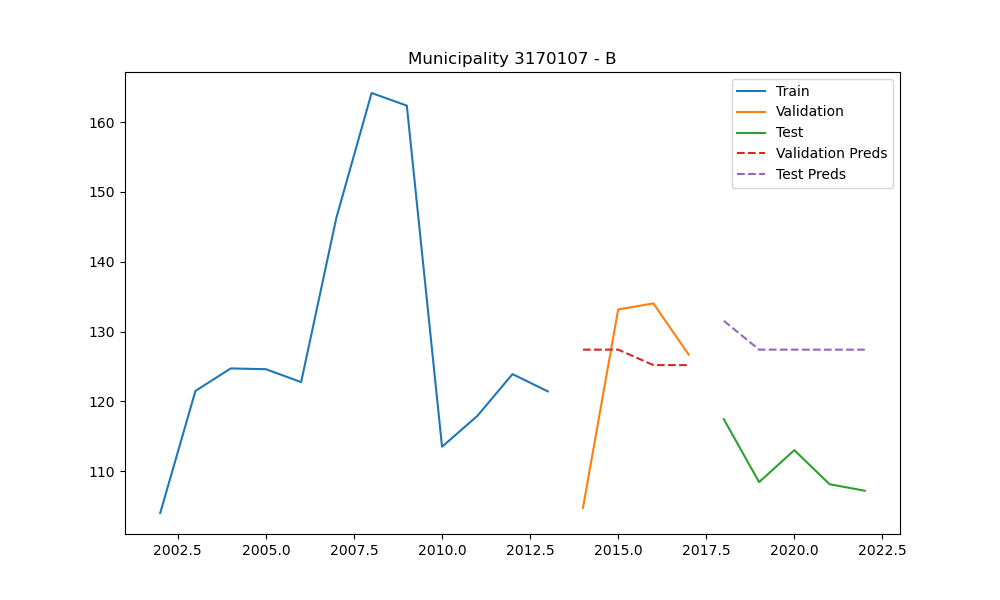 Municipality 3170107 - B
Train
Validation
Test
Validation Preds
Test Preds
160
150
140
130
120
110
2002.5 2005.0 2007.5 2010.0 2012.5 2015.0 2017.5 2020.0 2022.5